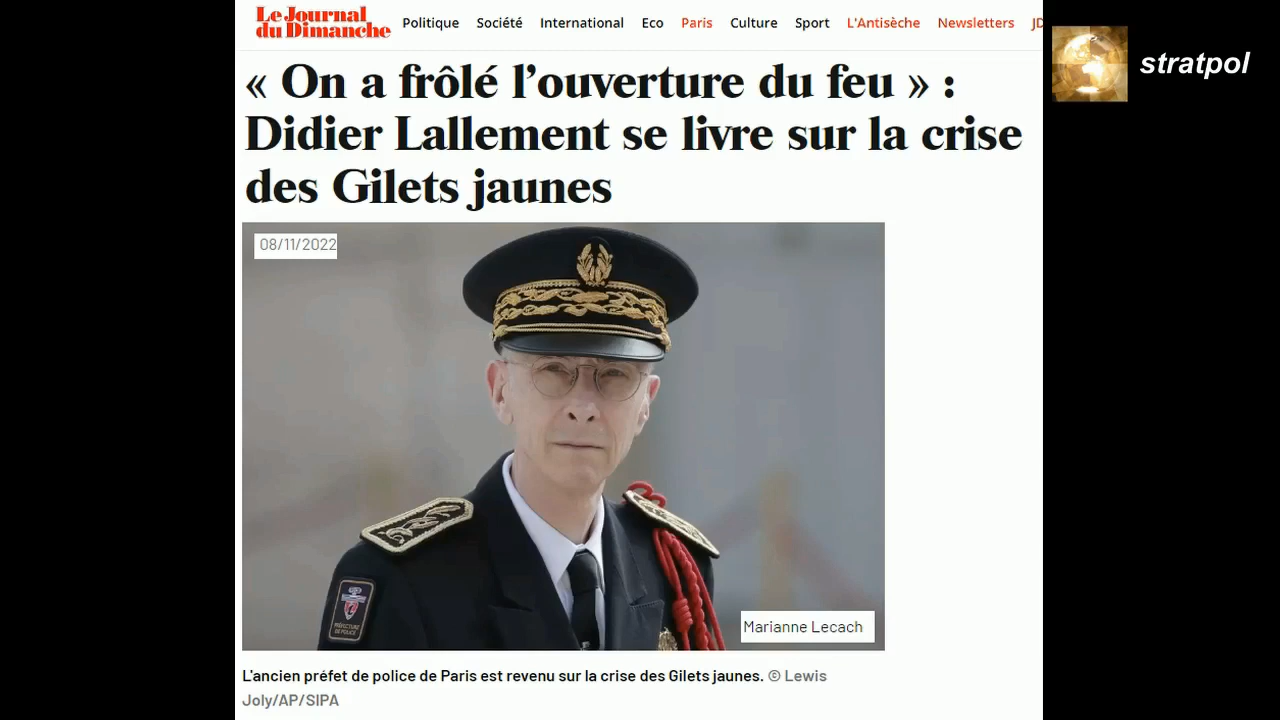 Le Journal
du Dimanche
Politique Société International Eco Paris Culture Sport L'Antisèche Newsletters JD
stratpol
« On a frôlé l’ouverture du feu » :
Didier Lallement se livre sur la crise
des Gilets jaunes
08/11/2022
PRÉFECTURE
DE POLICE
Marianne Lecach
L'ancien préfet de police de Paris est revenu sur la crise des Gilets jaunes. © Lewis
Joly/AP/SIPA